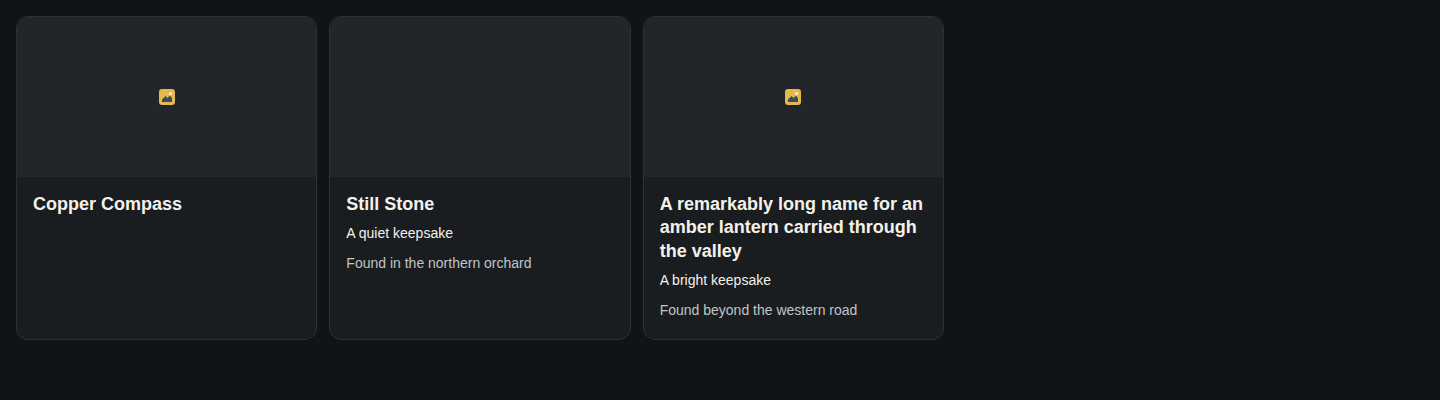 Copper Compass
Still Stone
A quiet keepsake
Found in the northern orchard
A remarkably long name for an
amber lantern carried through
the valley
A bright keepsake
Found beyond the western road